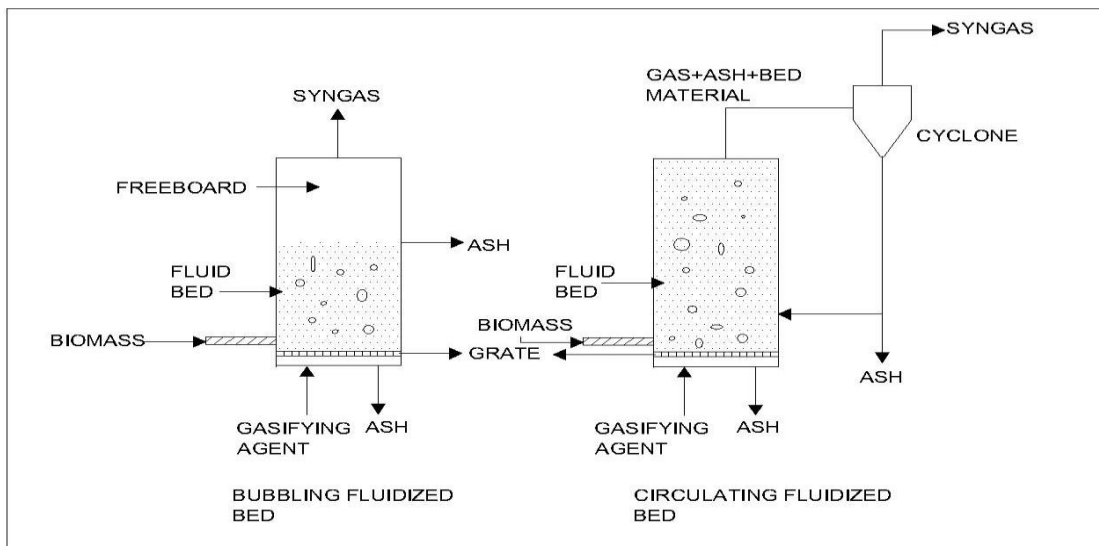 SYNGAS
FREEBOARD
ASH
FLUID
BED
BIOMASS
GRATE
GASIFYING
AGENT
ASH
BUBBLING FLUIDIZED
BED
SYNGAS
GAS+ASH+BED
MATERIAL
CYCLONE
FLUID
BED
BIOMASS
ASH
GASIFYING
AGENT
ASH
CIRCULATING FLUIDIZED
BED